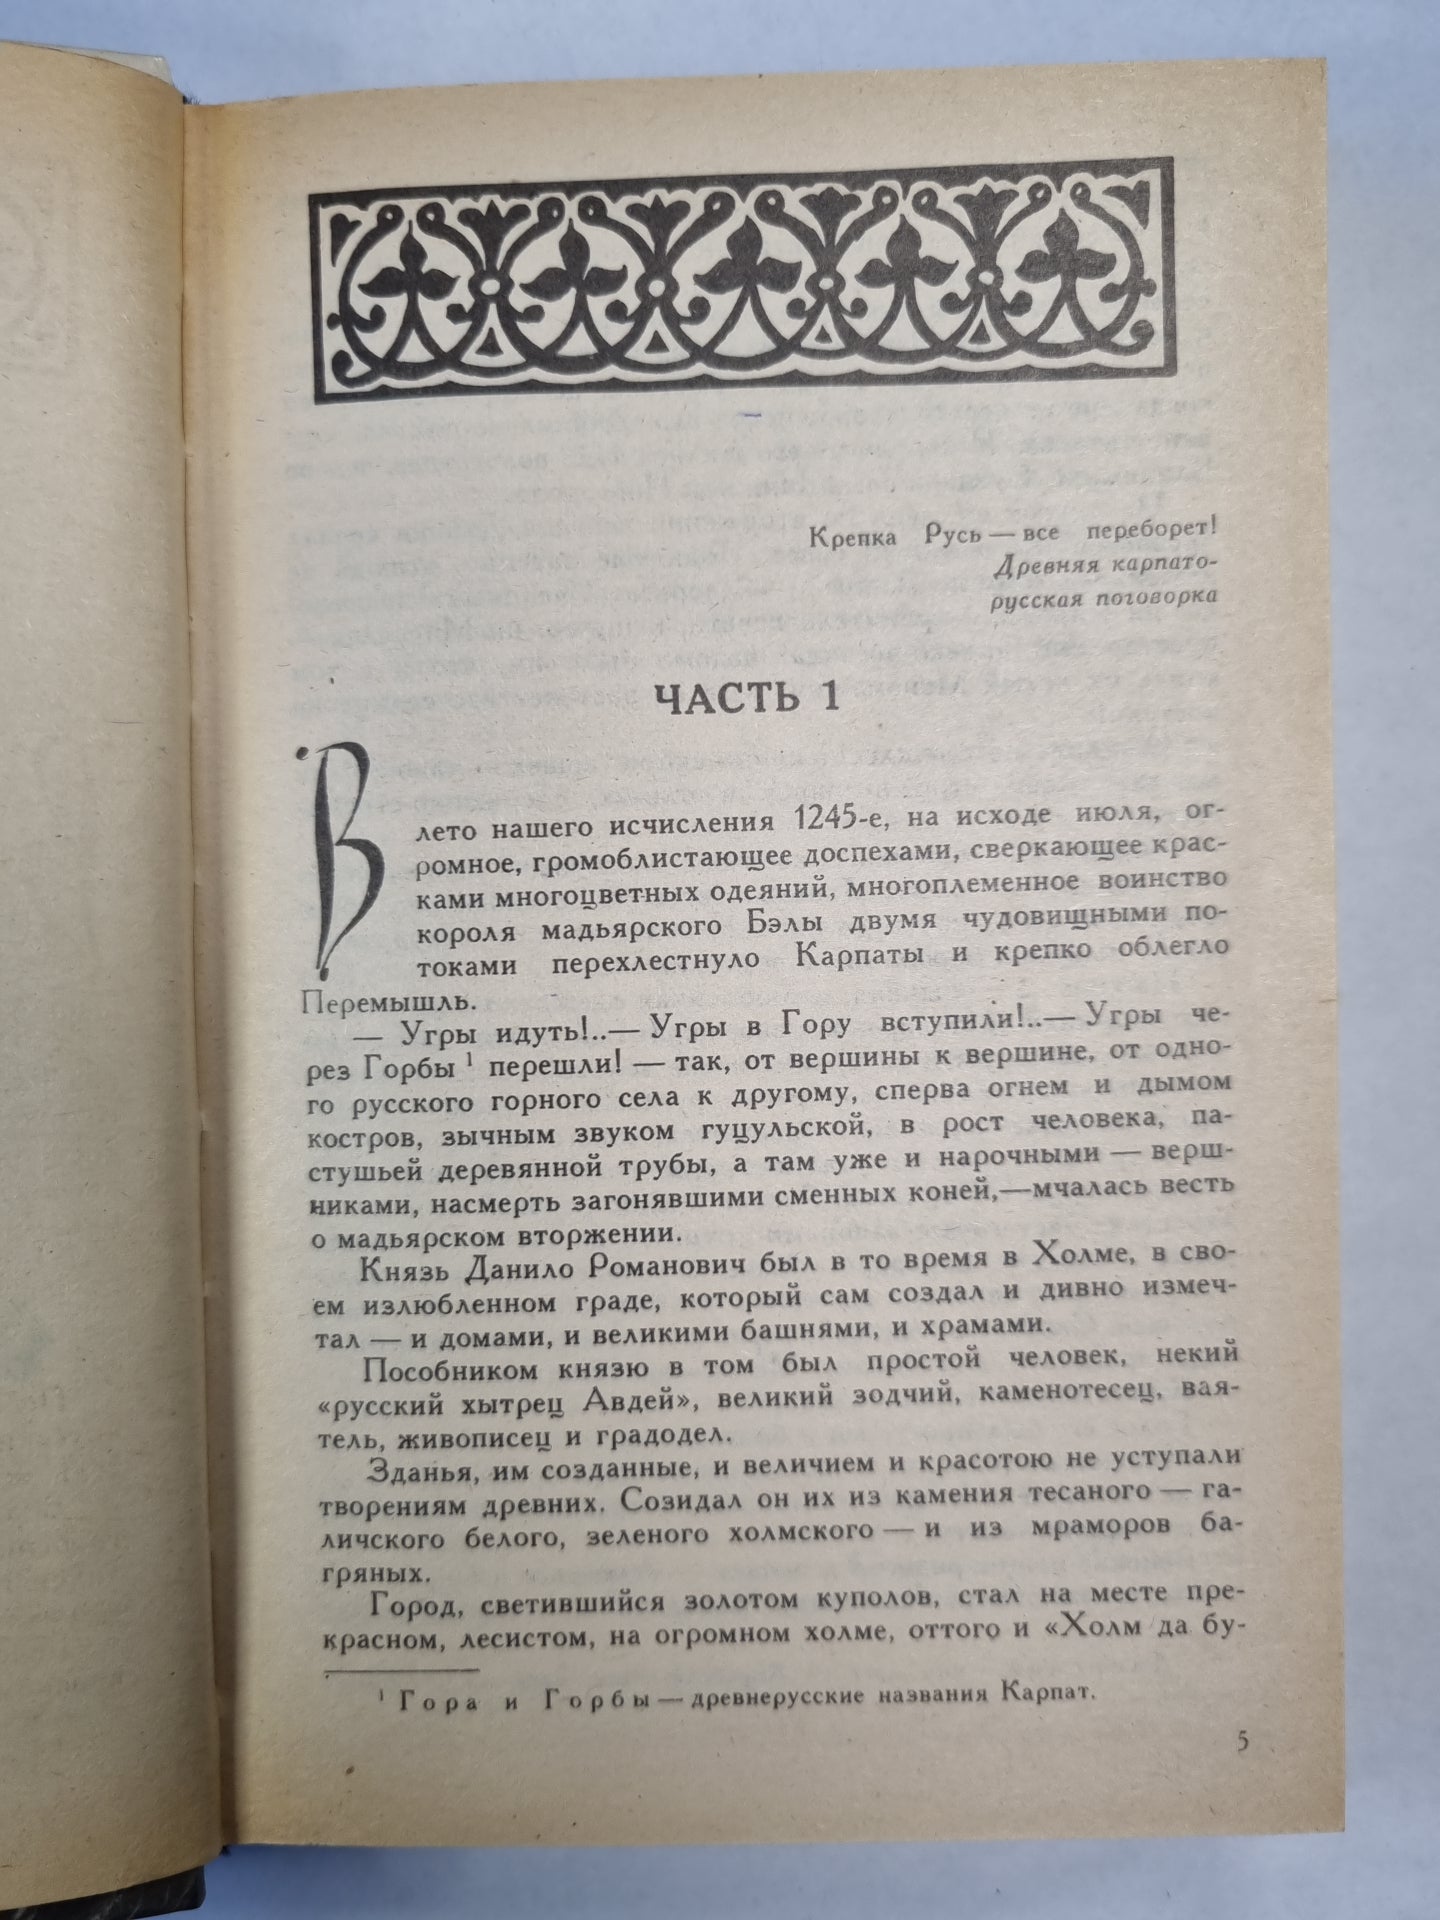 Крепка Русь — все переборет!
Древняя карпато-
русская поговорка
ЧАСТЬ 1
В лето нашего исчисления 1245-е, на исходе июля, ог-
ромное, громоблистающее доспехами, сверкающее крас-
ками многоцветных одеяний, многоплеменное воинство
короля мадьярского Бэлы двумя чудовищными по-
токами перехлестнуло Карпаты и крепко облегло
Перемышль.
— Угры идуть!..— Угры в Гору вступили!..— Угры че-
рез Горбы ¹ перешли! — так, от вершины к вершине, от одно-
го русского горного села к другому, сперва огнем и дымом
костров, зычным звуком гуцульской, в рост человека, па-
стушьей деревянной трубы, а там уже и нарочными — верш-
никами, насмерть загонявшими сменных коней,—мчалась весть
о мадьярском вторжении.
Князь Данило Романович был в то время в Холме, в сво-
ем излюбленном граде, который сам создал и дивно измеч-
тал — и домами, и великими башнями, и храмами.
Пособником князю в том был простой человек, некий
«русский хытрец Авдей», великий зодчий, каменотесец, вая-
тель, живописец и градодел.
Зданья, им созданные, и величием и красотою не уступали
творениям древних. Созидал он их из камения тесаного — га-
личского белого, зеленого холмского — и из мраморов ба-
гряных.
Город, светившийся золотом куполов, стал на месте пре-
красном, лесистом, на огромном холме, оттого и «Холм да бу-
¹ Гора и Горбы — древнерусские названия Карпат.
5